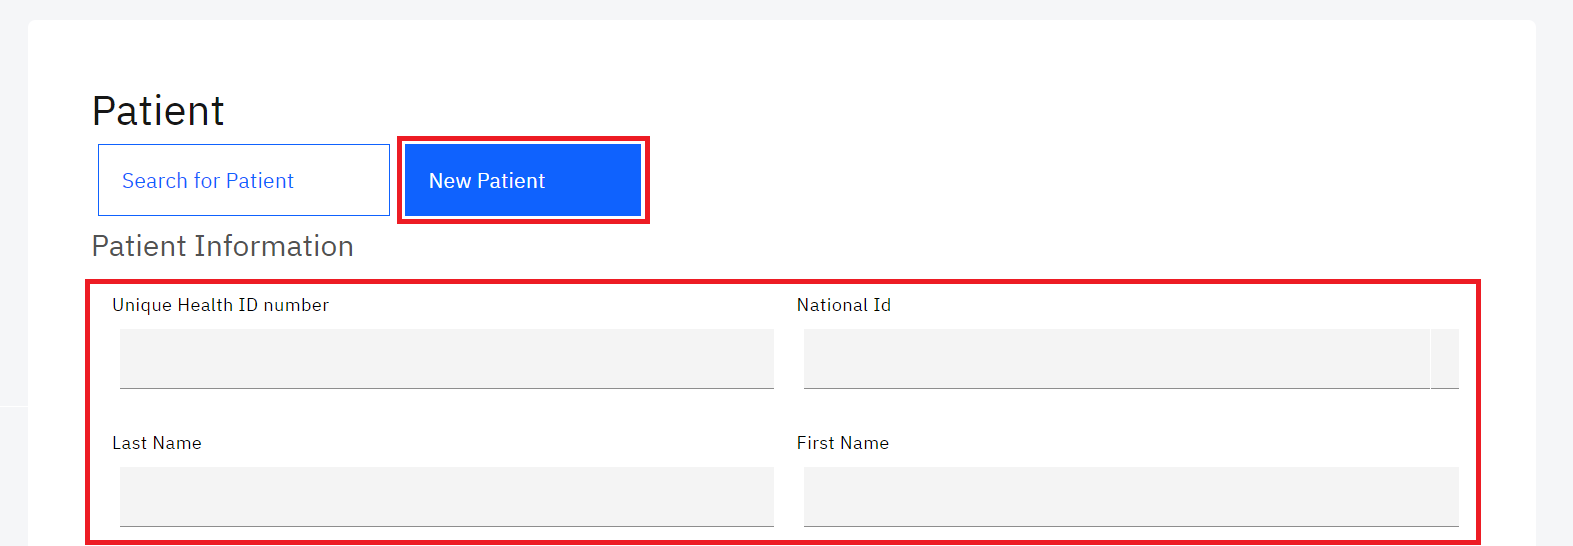 Patient
Search for Patient
New Patient
Patient Information
Unique Health ID number
National Id
Last Name
First Name